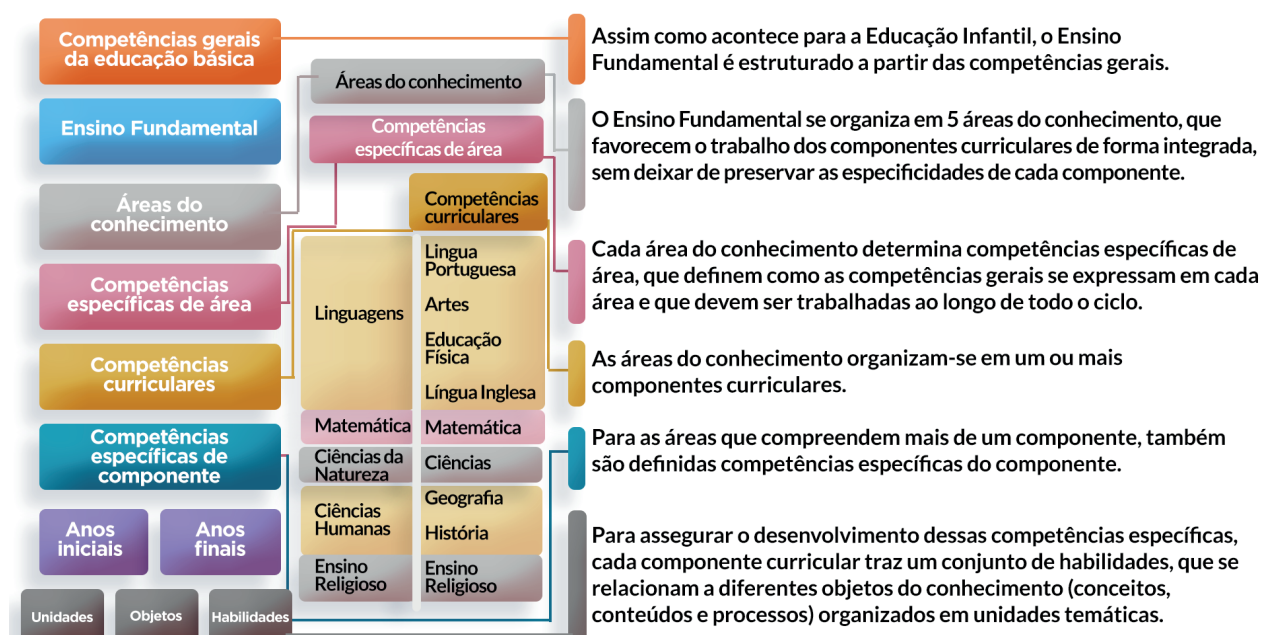 Competências gerais
da educação básica
Ensino Fundamental
Áreas do
conhecimento
Competências
específicas de área
Competências
curriculares
Competências
específicas de
componente
Anos
iniciais
Anos
finais
Unidades
Objetos
Habilidades
Áreas do conhecimento
Competências
específicas de área
Competências
curriculares
Linguagens
Lingua
Portuguesa
Artes
Educação
Física
Língua Inglesa
Matemática
Matemática
Ciências da
Natureza
Ciências
Ciências
Humanas
Geografia
História
Ensino
Religioso
Ensino
Religioso
Assim como acontece para a Educação Infantil, o Ensino
Fundamental é estruturado a partir das competências gerais.
O Ensino Fundamental se organiza em 5 áreas do conhecimento, que
favorecem o trabalho dos componentes curriculares de forma integrada,
sem deixar de preservar as especificidades de cada componente.
Cada área do conhecimento determina competências específicas de
área, que definem como as competências gerais se expressam em cada
área e que devem ser trabalhadas ao longo de todo o ciclo.
As áreas do conhecimento organizam-se em um ou mais
componentes curriculares.
Para as áreas que compreendem mais de um componente, também
são definidas competências específicas do componente.
Para assegurar o desenvolvimento dessas competências específicas,
cada componente curricular traz um conjunto de habilidades, que se
relacionam a diferentes objetos do conhecimento (conceitos,
conteúdos e processos) organizados em unidades temáticas.